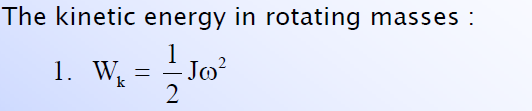 The kinetic energy in rotating masses :
1. Wₖ = 1/2 Jω²